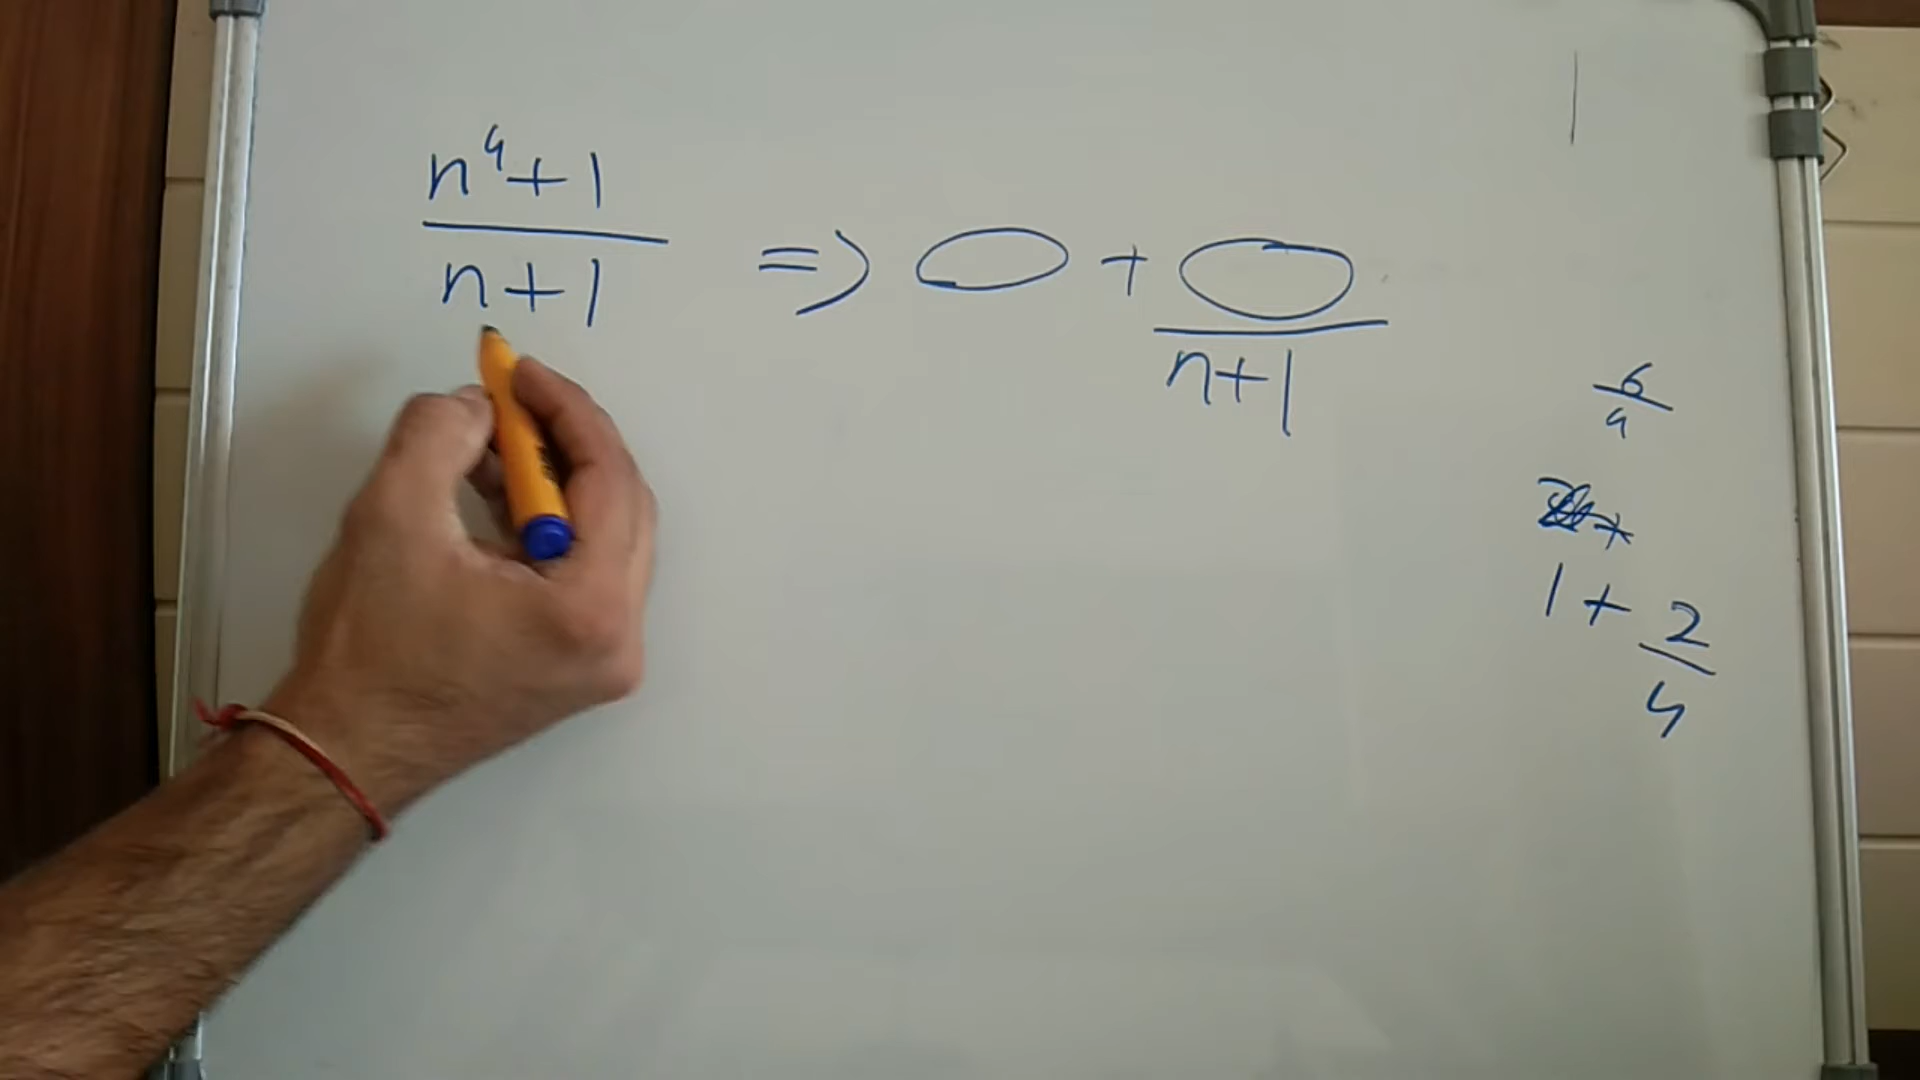 n⁴+1
n+1
=> ◯ + ◯
n+1
6
4
1 + 2
4